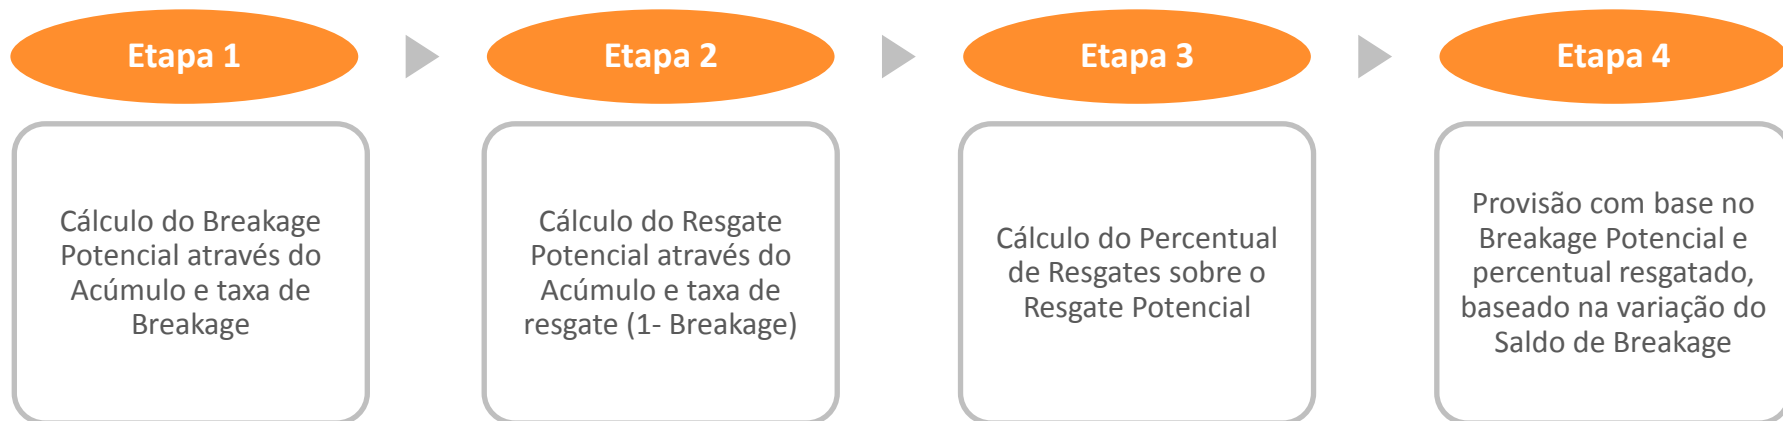 Etapa 1
Cálculo do Breakage
Potencial através do
Acúmulo e taxa de
Breakage
Etapa 2
Cálculo do Resgate
Potencial através do
Acúmulo e taxa de
resgate (1- Breakage)
Etapa 3
Cálculo do Percentual
de Resgates sobre o
Resgate Potencial
Etapa 4
Provisão com base no
Breakage Potencial e
percentual resgatado,
baseado na variação do
Saldo de Breakage